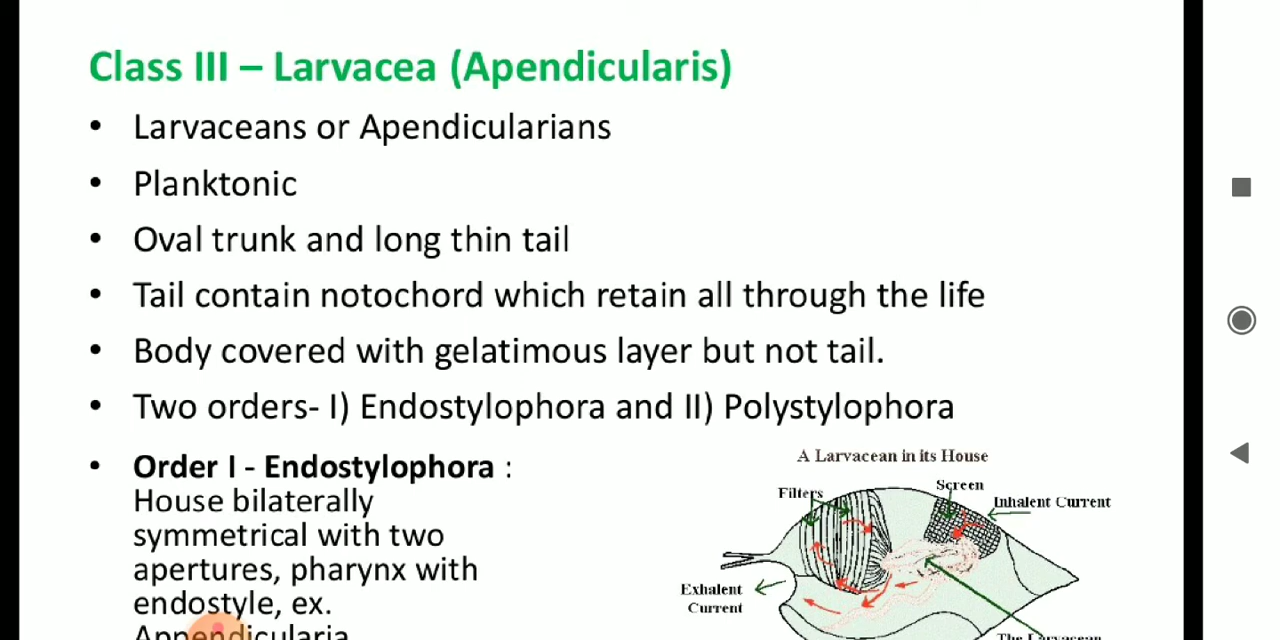 Class III – Larvacea (Apendicularis)
• Larvaceans or Apendicularians
• Planktonic
• Oval trunk and long thin tail
• Tail contain notochord which retain all through the life
• Body covered with gelatimous layer but not tail.
• Two orders- I) Endostylophora and II) Polystylophora
• Order I - Endostylophora :
House bilaterally
symmetrical with two
apertures, pharynx with
endostyle, ex.
Appendicularia
A Larvacean in its House
Filters
Screen
Inhalent Current
Exhalent
Current
The Larvacean